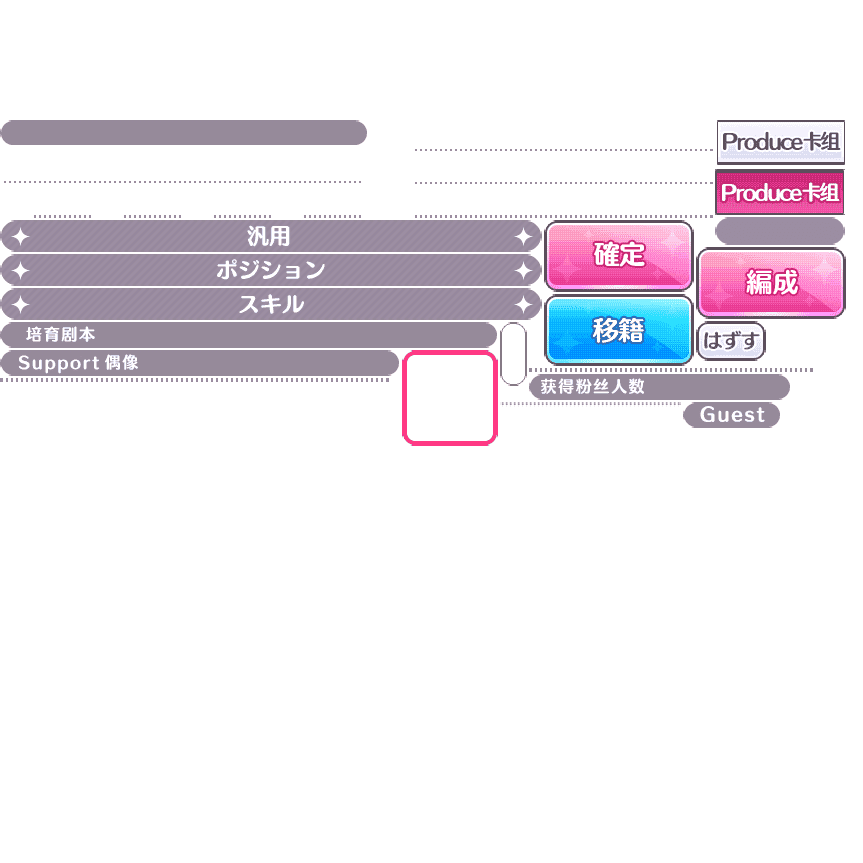 Produce卡组
Produce卡组
汎用
確定
ポジション
編成
スキル
移籍
培育剧本
はずす
Support 偶像
获得粉丝人数
Guest